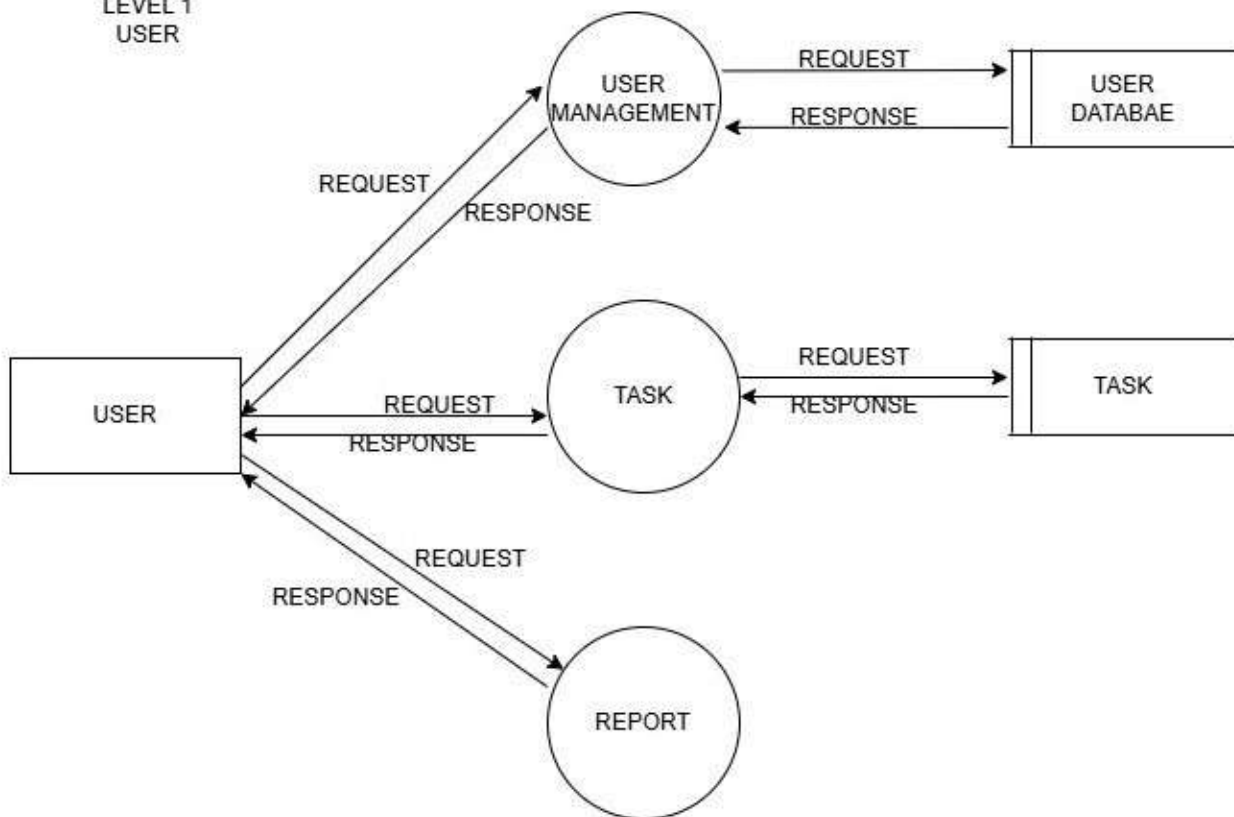 LEVEL 1
USER
REQUEST
USER
MANAGEMENT
REQUEST
RESPONSE
USER
DATABAE
RESPONSE
USER
REQUEST
RESPONSE
TASK
REQUEST
RESPONSE
TASK
REQUEST
RESPONSE
REPORT